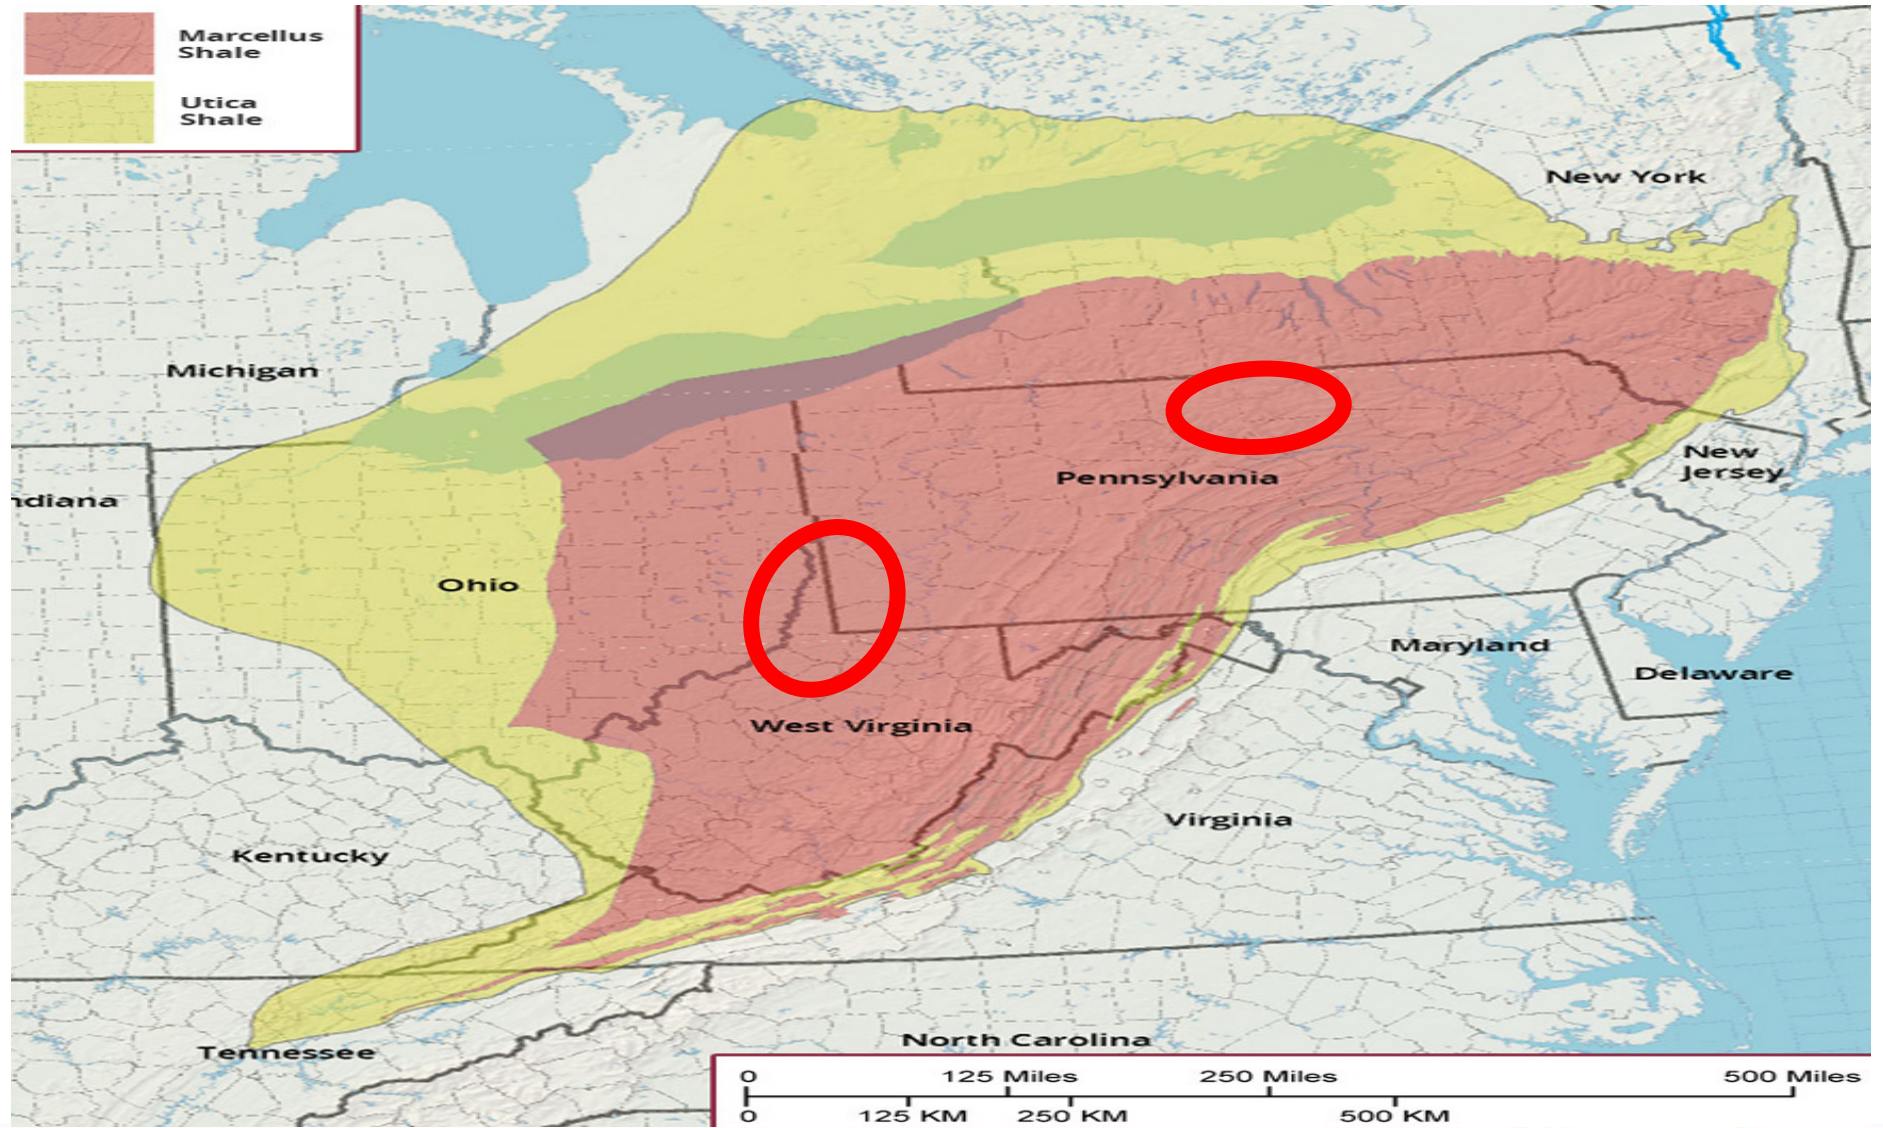 Marcellus
Shale
Utica
Shale
New York
Michigan
New
Jersey
Pennsylvania
ndiana
Ohio
Maryland
Delaware
West Virginia
Virginia
Kentucky
North Carolina
Tennessee
0 125 Miles 250 Miles 500 Miles
0 125 KM 250 KM 500 KM